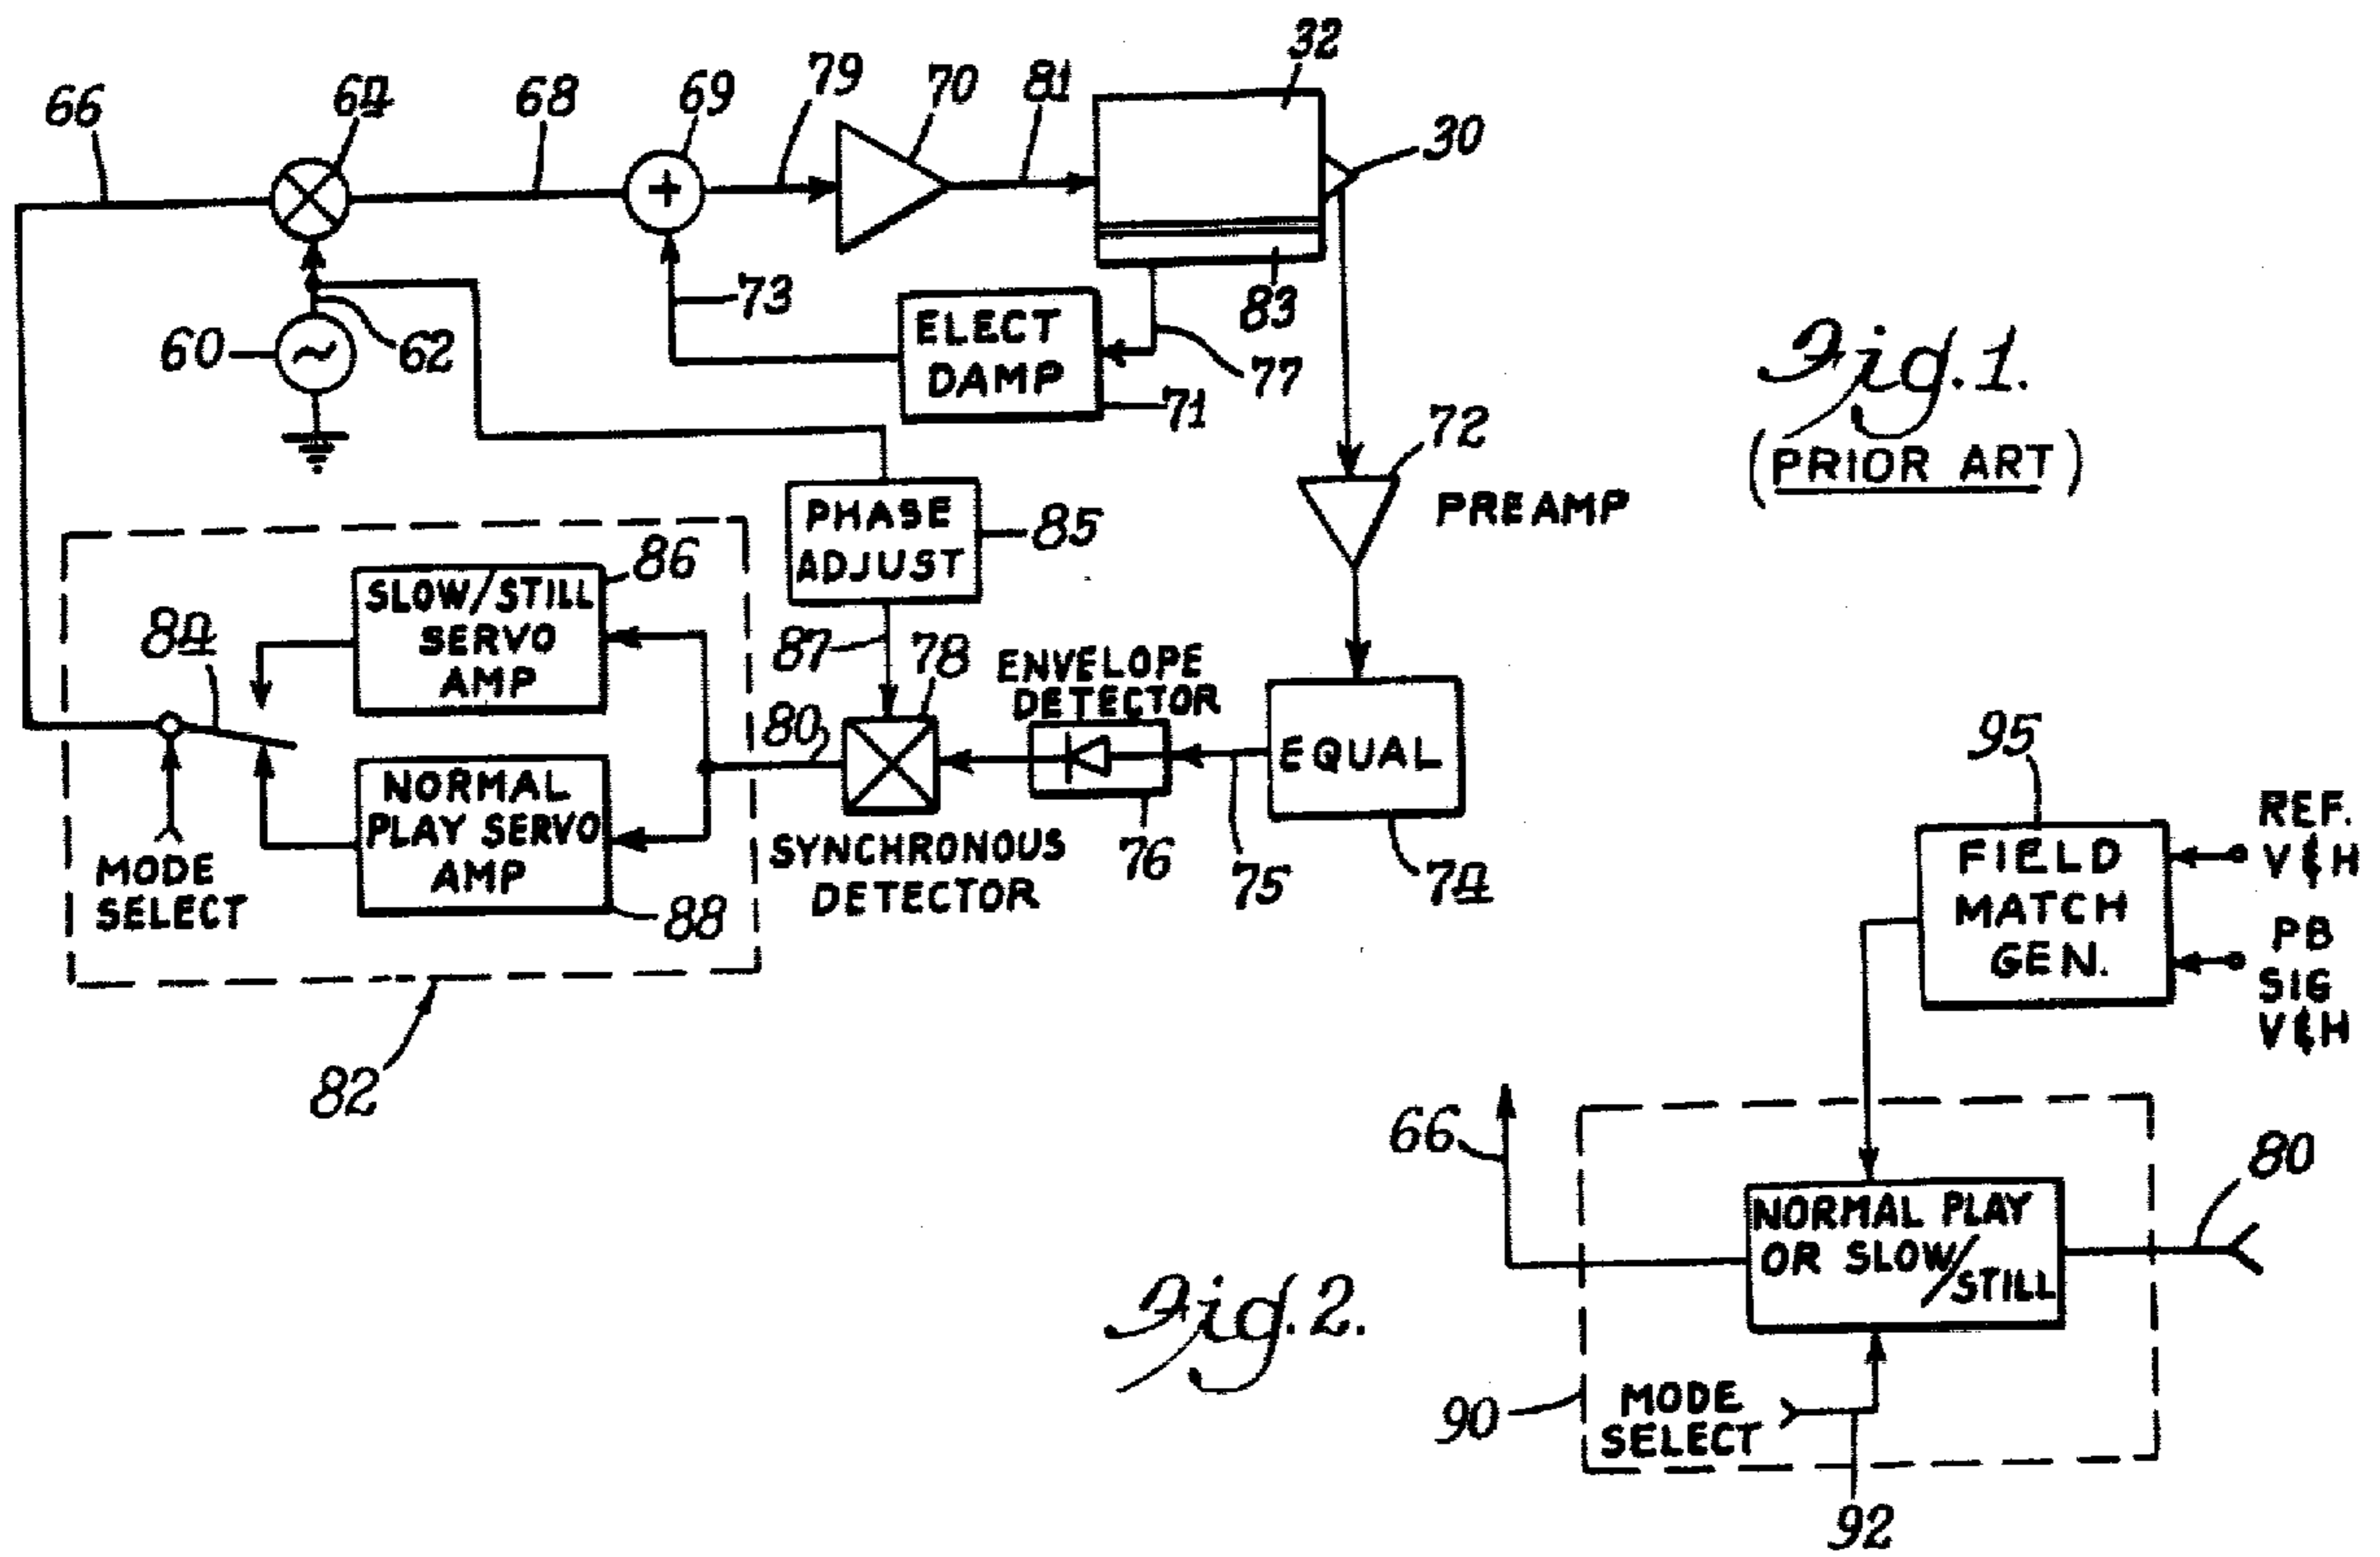 32
66
64
68
69
79
70
81
30
73
83
60
62
ELECT
DAMP
77
71
Fig. 1.
(PRIOR ART)
72
PREAMP
PHASE
ADJUST
85
86
SLOW/STILL
SERVO
AMP
84
87
78
ENVELOPE
DETECTOR
80
EQUAL
NORMAL
PLAY SERVO
AMP
MODE
SELECT
88
SYNCHRONOUS
DETECTOR
76
75
74
82
95
FIELD
MATCH
GEN.
REF.
V&H
PB
SIG
V&H
66
80
NORMAL PLAY
OR SLOW/
STILL
Fig. 2.
90
MODE
SELECT
92